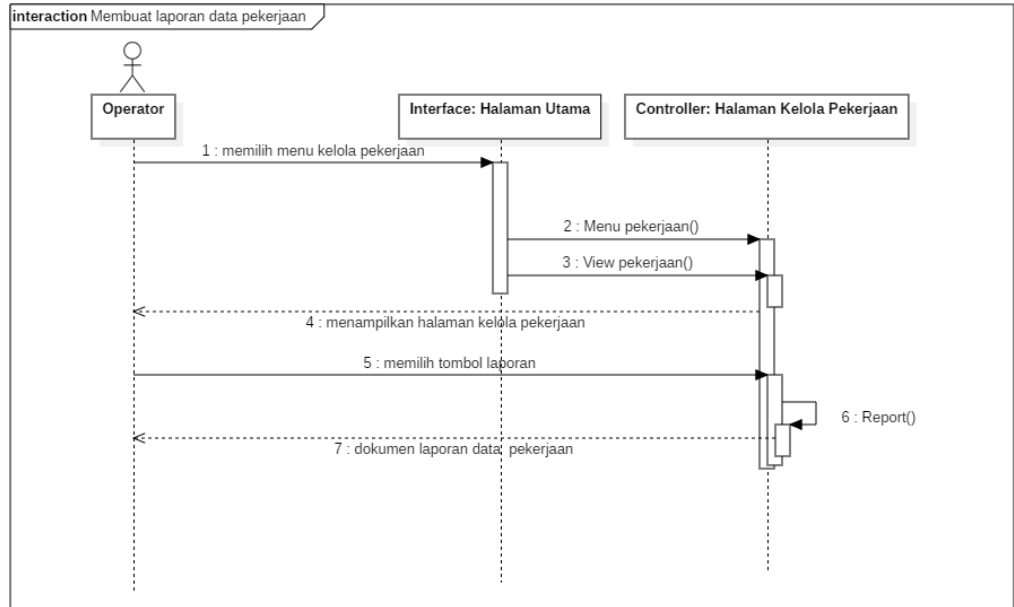 interaction Membuat laporan data pekerjaan
Operator
Interface: Halaman Utama
Controller: Halaman Kelola Pekerjaan
1 : memilih menu kelola pekerjaan
2 : Menu pekerjaan()
3 : View pekerjaan()
4 : menampilkan halaman kelola pekerjaan
5 : memilih tombol laporan
6 : Report()
7 : dokumen laporan data pekerjaan